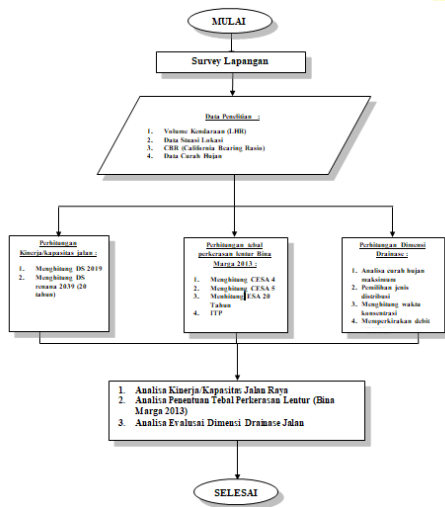 MULAI
Survey Lapangan
Data Penelitian :
1. Volume Kendaraan (LHR)
2. Data Situasi Lokasi
3. CBR (California Bearing Rasio)
4. Data Curah Hujan
Perhitungan
Kinerja/kapasitas jalan :
1. Menghitung DS 2019
2. Menghitung DS
renana 2039 (20
tahun)
Perhitungan tebal
perkerasan lentur Bina
Marga 2013 :
1. Menghitung CESA 4
2. Menghitung CESA 5
3. Menhitung ESA 20
Tahun
4. ITP
Perhitungan Dimensi
Drainase :
1. Analisa curah hujan
maksimum
2. Pemilihan jenis
distribusi
3. Menghitung waktu
konsentrasi
4. Memperkirakan debit
1. Analisa Kinerja/Kapasitas Jalan Raya
2. Analisa Penentuan Tebal Perkerasan Lentur (Bina
Marga 2013)
3. Analisa Evalusai Dimensi Drainase Jalan
SELESAI